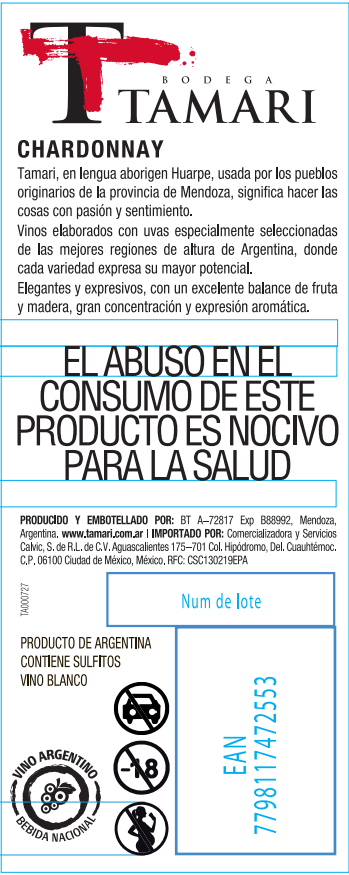 BODEGA
TAMARI
CHARDONNAY
Tamari, en lengua aborigen Huarpe, usada por los pueblos
originarios de la provincia de Mendoza, significa hacer las
cosas con pasión y sentimiento.
Vinos elaborados con uvas especialmente seleccionadas
de las mejores regiones de altura de Argentina, donde
cada variedad expresa su mayor potencial.
Elegantes y expresivos, con un excelente balance de fruta
y madera, gran concentración y expresión aromática.
EL ABUSO EN EL
CONSUMO DE ESTE
PRODUCTO ES NOCIVO
PARA LA SALUD
PRODUCIDO Y EMBOTELLADO POR: BT A–72817 Exp B88992, Mendoza,
Argentina. www.tamari.com.ar I IMPORTADO POR: Comercializadora y Servicios
Calvic, S. de R.L. de C.V. Aguascalientes 175–701 Col. Hipódromo, Del. Cuauhtémoc.
C.P. 06100 Ciudad de México, México. RFC: CSC130219EPA
TA000727
Num de lote
PRODUCTO DE ARGENTINA
CONTIENE SULFITOS
VINO BLANCO
-18
VINO ARGENTINO
BEBIDA NACIONAL
EAN
7798117472553